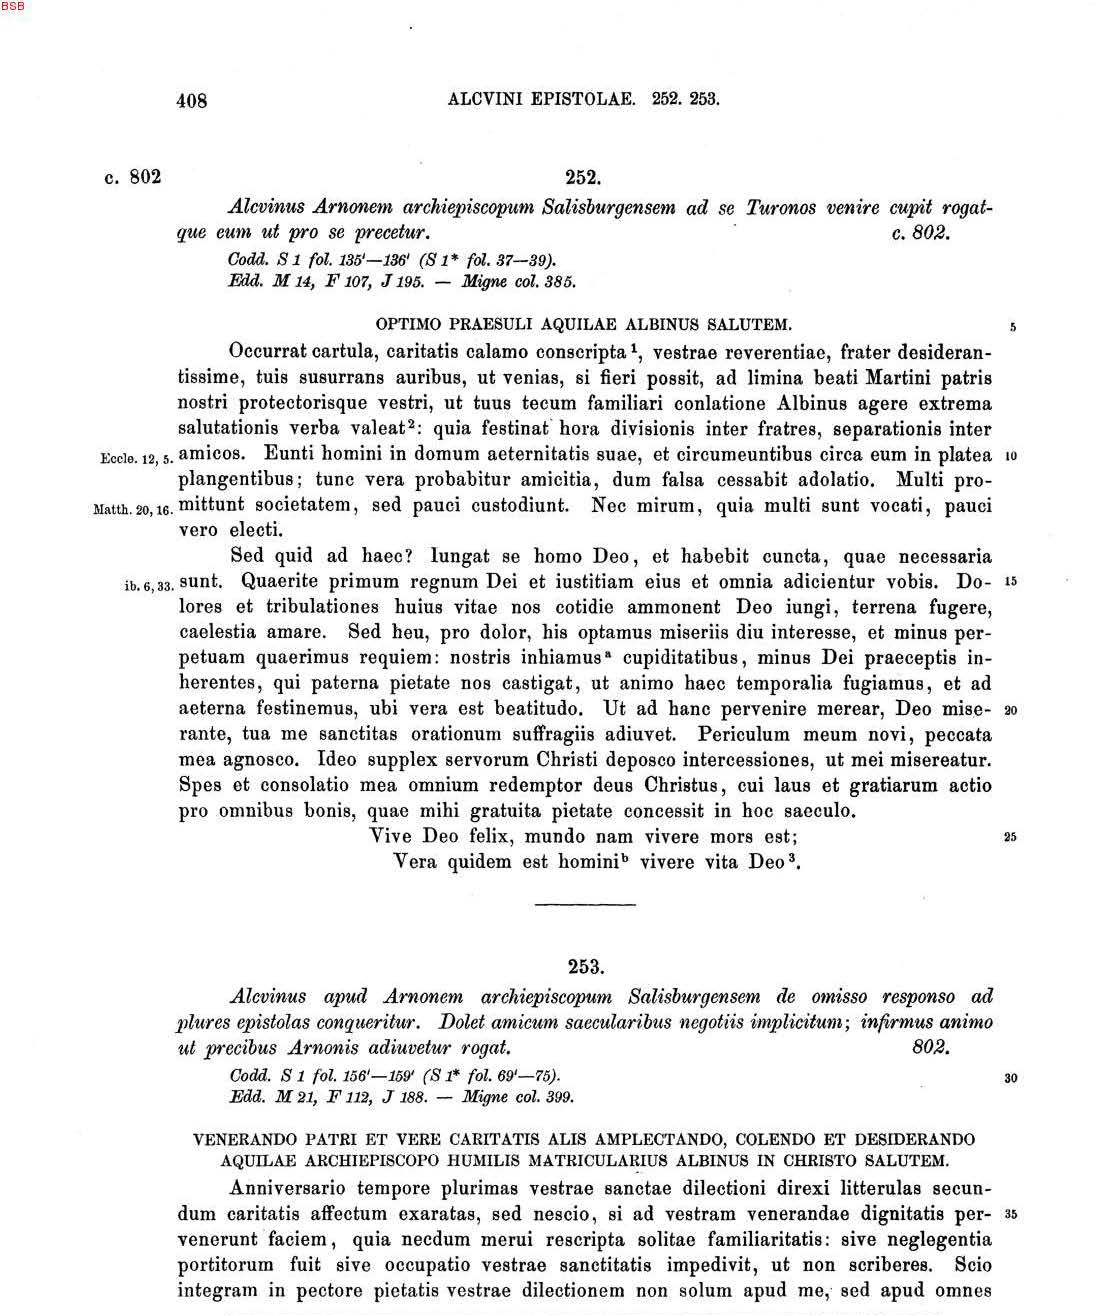 BSB
408 ALCVINI EPISTOLAE. 252. 253.
c. 802 252.
Alcvinus Arnonem archiepiscopum Salisburgensem ad se Turonos venire cupit rogat-
que eum ut pro se precetur. c. 802.
Codd. S 1 fol. 135'—136' (S 1* fol. 37—39).
Edd. M 14, F 107, J 195. — Migne col. 385.
OPTIMO PRAESULI AQUILAE ALBINUS SALUTEM. 5
Occurrat cartula, caritatis calamo conscripta¹, vestrae reverentiae, frater desideran-
tissime, tuis susurrans auribus, ut venias, si fieri possit, ad limina beati Martini patris
nostri protectorisque vestri, ut tuus tecum familiari conlatione Albinus agere extrema
salutationis verba valeat²: quia festinat hora divisionis inter fratres, separationis inter
Eccle. 12, 5. amicos. Eunti homini in domum aeternitatis suae, et circumeuntibus circa eum in platea 10
plangentibus; tunc vera probabitur amicitia, dum falsa cessabit adolatio. Multi pro-
Matth. 20, 16. mittunt societatem, sed pauci custodiunt. Nec mirum, quia multi sunt vocati, pauci
vero electi.
Sed quid ad haec? Iungat se homo Deo, et habebit cuncta, quae necessaria
ib. 6, 33. sunt. Quaerite primum regnum Dei et iustitiam eius et omnia adicientur vobis. Do- 15
lores et tribulationes huius vitae nos cotidie ammonent Deo iungi, terrena fugere,
caelestia amare. Sed heu, pro dolor, his optamus miseriis diu interesse, et minus per-
petuam quaerimus requiem: nostris inhiamusᵃ cupiditatibus, minus Dei praeceptis in-
herentes, qui paterna pietate nos castigat, ut animo haec temporalia fugiamus, et ad
aeterna festinemus, ubi vera est beatitudo. Ut ad hanc pervenire merear, Deo mise- 20
rante, tua me sanctitas orationum suffragiis adiuvet. Periculum meum novi, peccata
mea agnosco. Ideo supplex servorum Christi deposco intercessiones, ut mei misereatur.
Spes et consolatio mea omnium redemptor deus Christus, cui laus et gratiarum actio
pro omnibus bonis, quae mihi gratuita pietate concessit in hoc saeculo.
Vive Deo felix, mundo nam vivere mors est; 25
Vera quidem est hominiᵇ vivere vita Deo³.
253.
Alcvinus apud Arnonem archiepiscopum Salisburgensem de omisso responso ad
plures epistolas conqueritur. Dolet amicum saecularibus negotiis implicitum; infirmus animo
ut precibus Arnonis adiuvetur rogat. 802.
Codd. S 1 fol. 156'—159' (S 1* fol. 69'—75). 30
Edd. M 21, F 112, J 188. — Migne col. 399.
VENERANDO PATRI ET VERE CARITATIS ALIS AMPLECTANDO, COLENDO ET DESIDERANDO
AQUILAE ARCHIEPISCOPO HUMILIS MATRICULARIUS ALBINUS IN CHRISTO SALUTEM.
Anniversario tempore plurimas vestrae sanctae dilectioni direxi litterulas secun-
dum caritatis affectum exaratas, sed nescio, si ad vestram venerandae dignitatis per- 35
venerunt faciem, quia necdum merui rescripta solitae familiaritatis: sive neglegentia
portitorum fuit sive occupatio vestrae sanctitatis impedivit, ut non scriberes. Scio
integram in pectore pietatis vestrae dilectionem non solum apud me, sed apud omnes